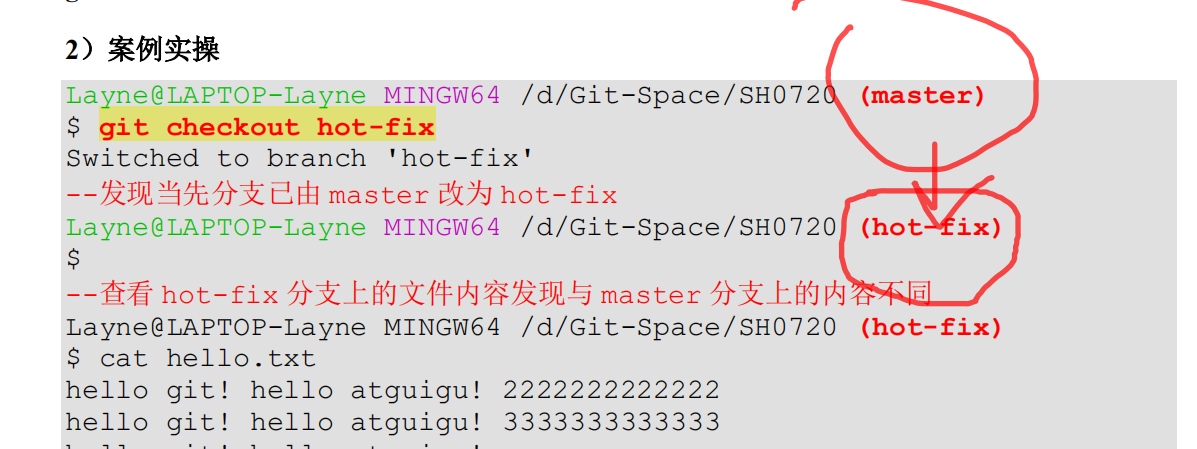 2）案例实操
Layne@LAPTOP-Layne MINGW64 /d/Git-Space/SH0720 (master)
$ git checkout hot-fix
Switched to branch 'hot-fix'
--发现当先分支已由 master 改为 hot-fix
Layne@LAPTOP-Layne MINGW64 /d/Git-Space/SH0720 (hot-fix)
$
--查看 hot-fix 分支上的文件内容发现与 master 分支上的内容不同
Layne@LAPTOP-Layne MINGW64 /d/Git-Space/SH0720 (hot-fix)
$ cat hello.txt
hello git! hello atguigu! 2222222222222
hello git! hello atguigu! 3333333333333